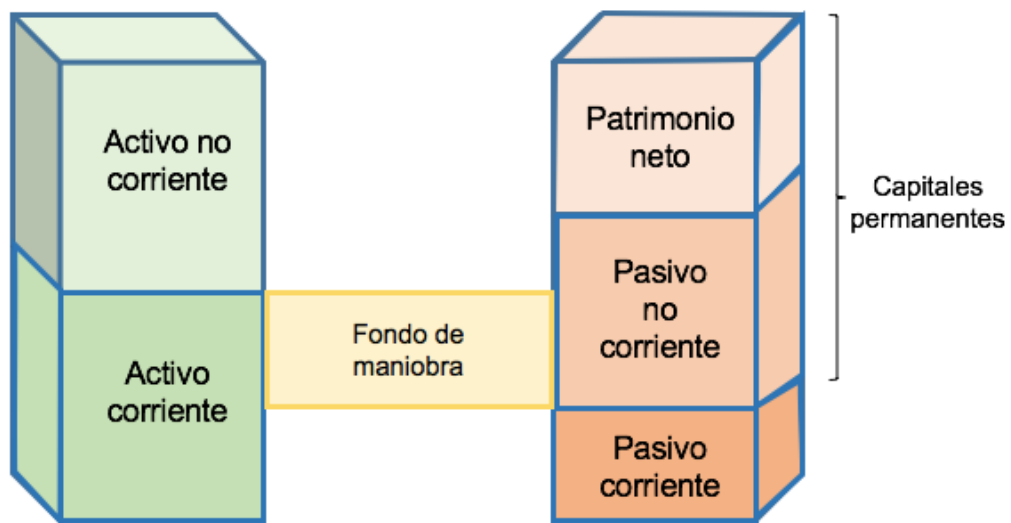 Activo no
corriente
Activo
corriente
Fondo de
maniobra
Patrimonio
neto
Pasivo
no
corriente
Pasivo
corriente
Capitales
permanentes